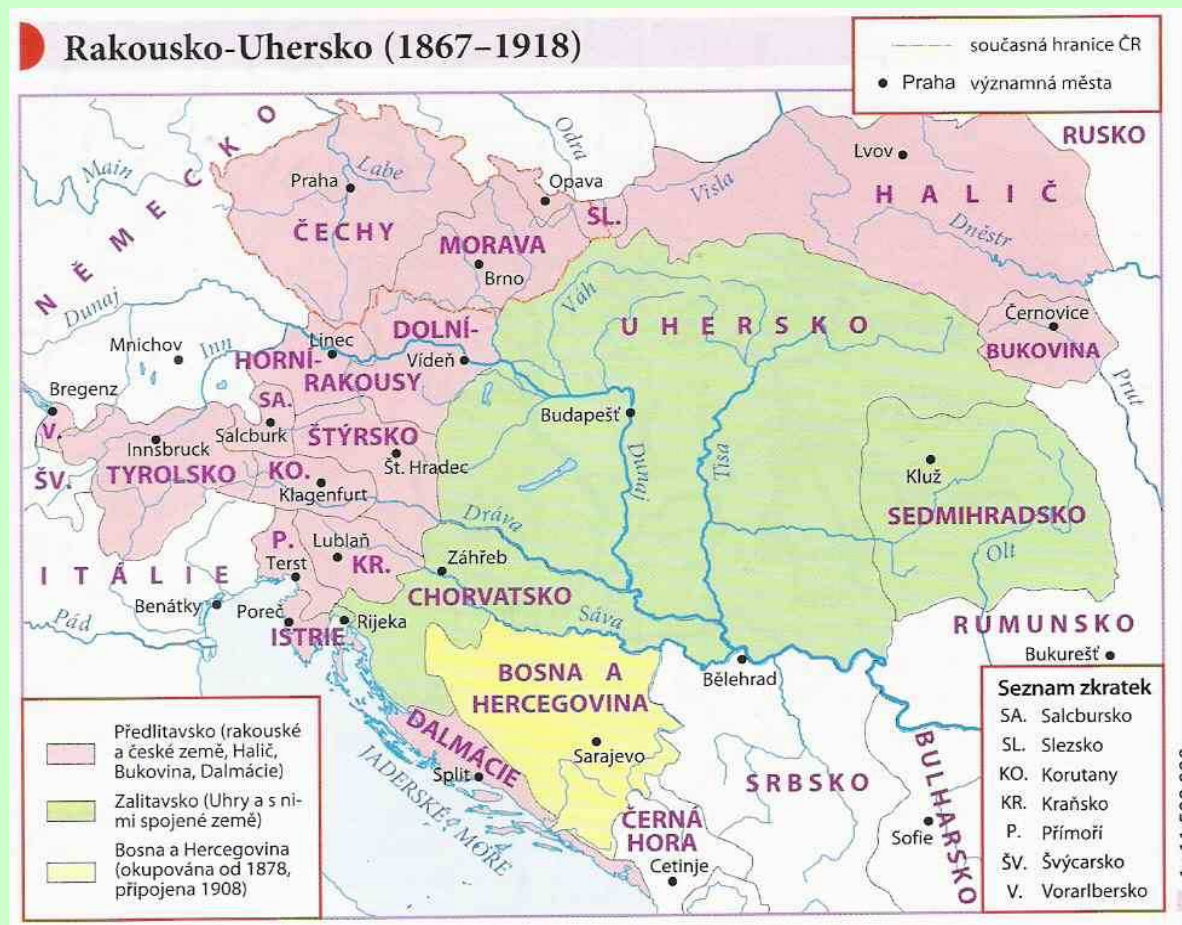 Rakousko-Uhersko (1867–1918)
současná hranice ČR
Praha významná města
NĚMECKO
Main
Labe
Odra
Visla
RUSKO
Lvov
HALIČ
Dněstr
Praha
Opava
ČECHY
SL.
MORAVA
Brno
Dunaj
Váh
UHERSKO
Černovice
BUKOVINA
Prut
Mnichov
Inn
Linec
DOLNÍ-
HORNÍ-
Vídeň
RAKOUSY
Bregenz
SA.
Budapešť
V.
Innsbruck
Salcburk
ŠTÝRSKO
Dunaj
Tisa
Kluž
ŠV.
TYROLSKO
KO.
Št. Hradec
Klagenfurt
SEDMIHRADSKO
Dráva
Olt
P.
Lublaň
KR.
Záhřeb
ITÁLIE
Terst
Benátky
Poreč
CHORVATSKO
Pád
Rijeka
Sáva
ISTRIE
RUMUNSKO
Bukurešť
BOSNA A
HERCEGOVINA
Bělehrad
DALMÁCIE
Sarajevo
Split
SRBSKO
BULHARSKO
JADERSKÉ MOŘE
ČERNÁ
HORA
Sofie
Cetinje
Předlitavsko (rakouské
a české země, Halič,
Bukovina, Dalmácie)
Zalitavsko (Uhry a s ni-
mi spojené země)
Bosna a Hercegovina
(okupována od 1878,
připojena 1908)
Seznam zkratek
SA. Salcbursko
SL. Slezsko
KO. Korutany
KR. Kraňsko
P. Přímoří
ŠV. Švýcarsko
V. Vorarlbersko